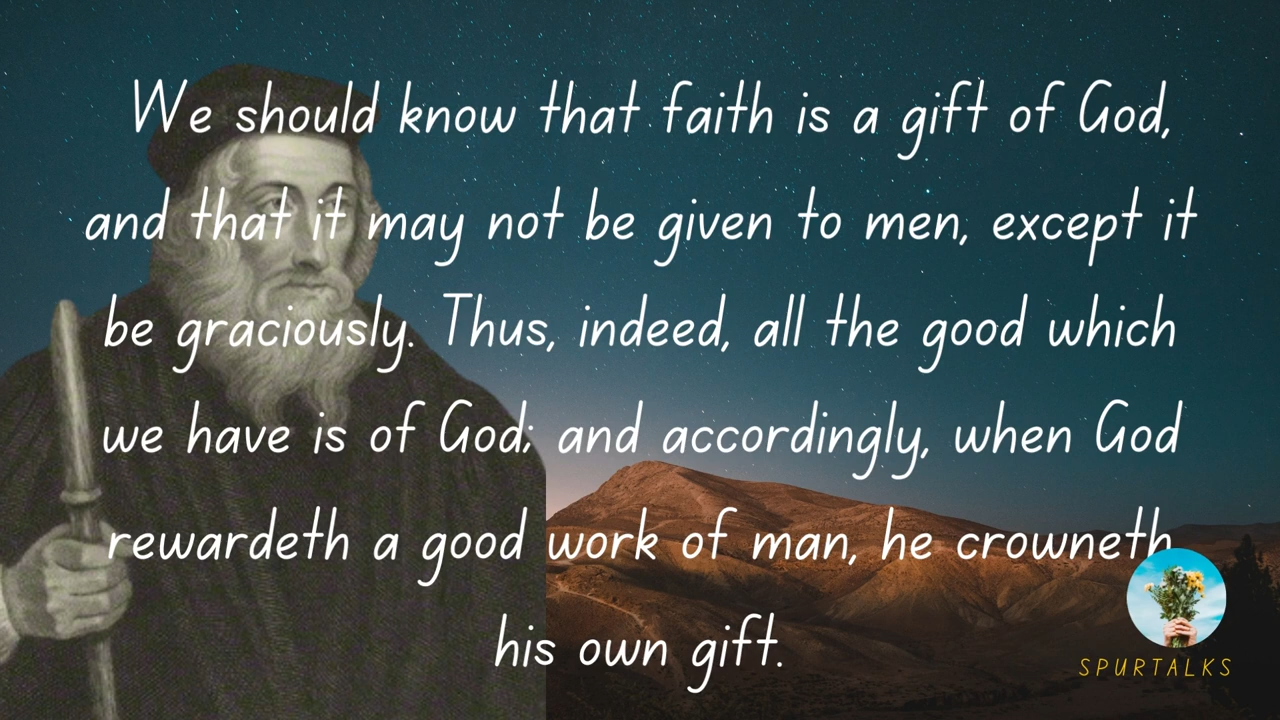 We should know that faith is a gift of God,
and that it may not be given to men, except it
be graciously. Thus, indeed, all the good which
we have is of God; and accordingly, when God
rewardeth a good work of man, he crowneth
his own gift.
SPURTALKS